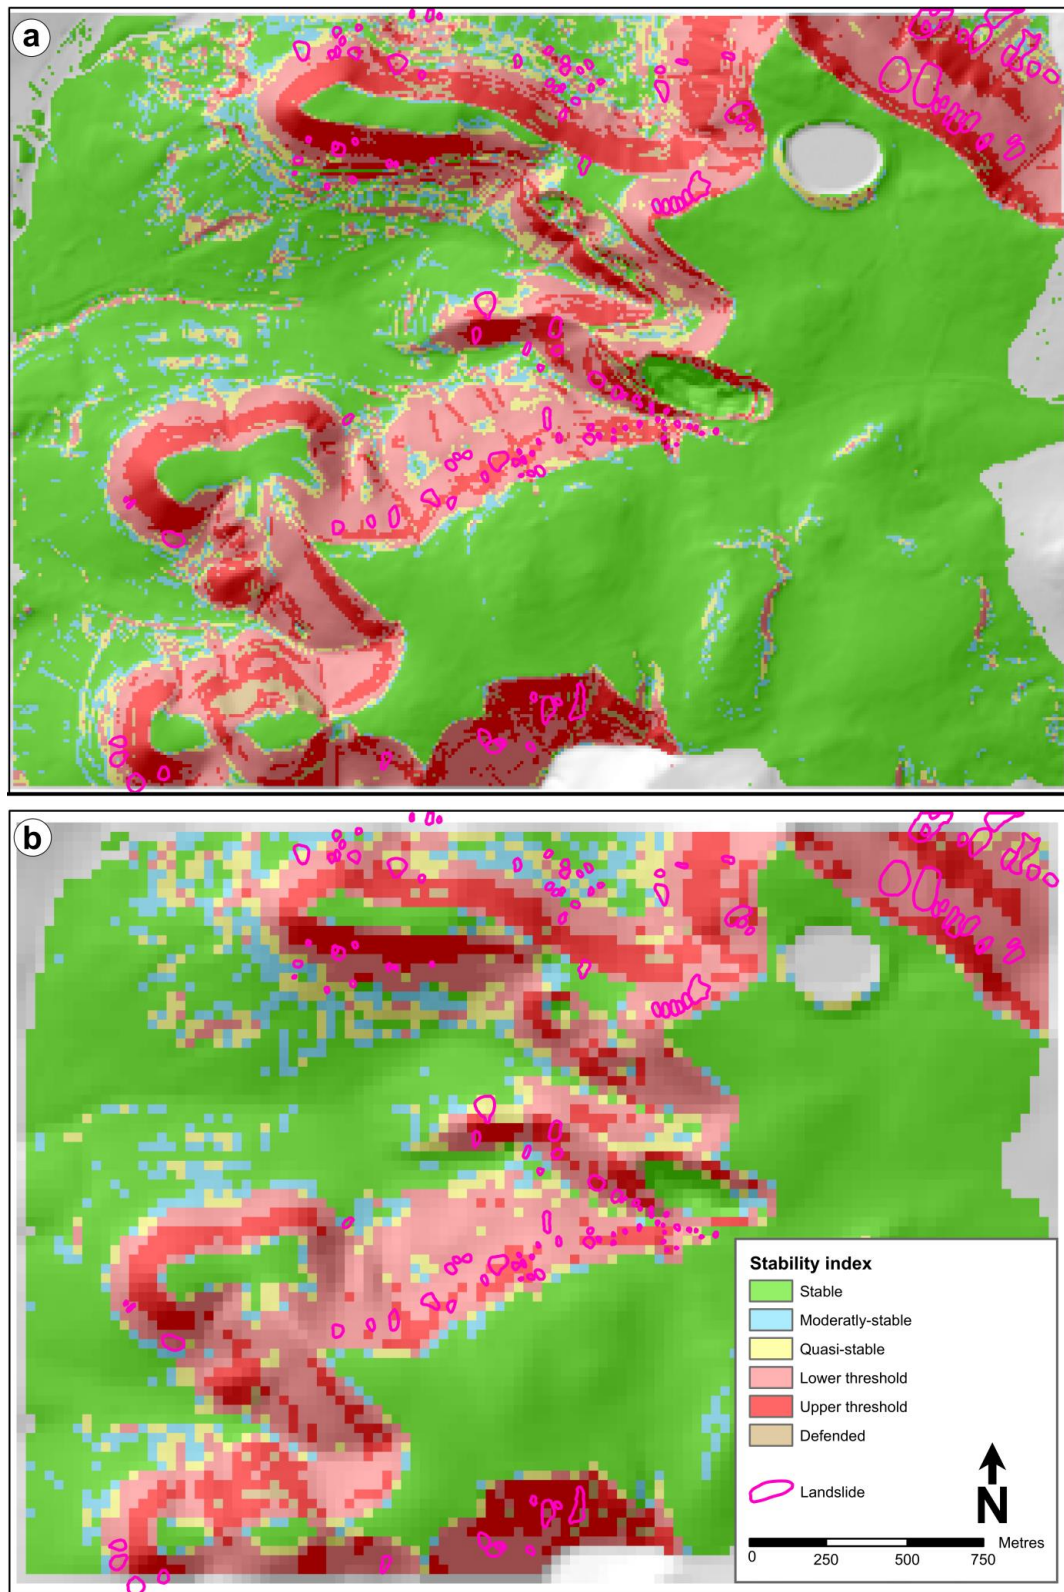 a
b
Stability index
Stable
Moderatly-stable
Quasi-stable
Lower threshold
Upper threshold
Defended
Landslide
N
Metres
0 250 500 750